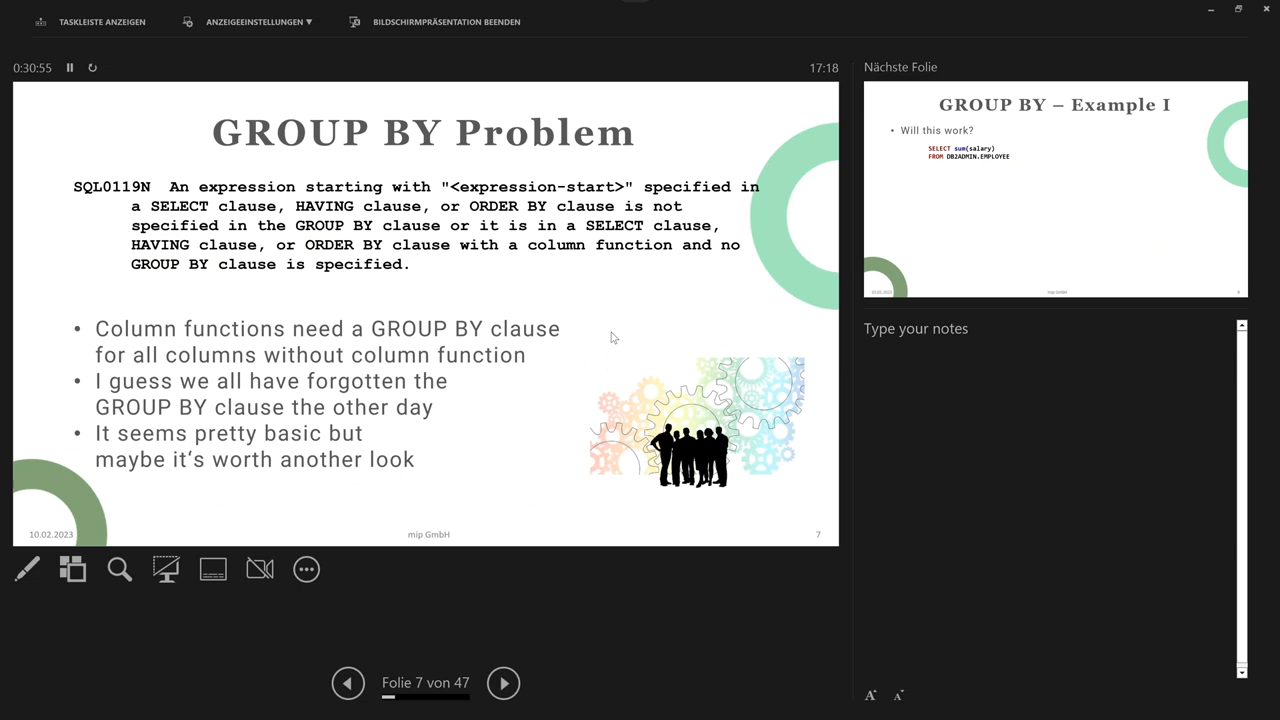 TASKLEISTE ANZEIGEN
ANZEIGEEINSTELLUNGEN ▼
BILDSCHIRMPRÄSENTATION BEENDEN
0:30:55
17:18
GROUP BY Problem
SQL0119N An expression starting with "<expression-start>" specified in
a SELECT clause, HAVING clause, or ORDER BY clause is not
specified in the GROUP BY clause or it is in a SELECT clause,
HAVING clause, or ORDER BY clause with a column function and no
GROUP BY clause is specified.
• Column functions need a GROUP BY clause
for all columns without column function
• I guess we all have forgotten the
GROUP BY clause the other day
• It seems pretty basic but
maybe it‘s worth another look
10.02.2023
mip GmbH
7
Folie 7 von 47
Nächste Folie
GROUP BY – Example I
• Will this work?
SELECT sum(salary)
FROM DB2ADMIN.EMPLOYEE
10.02.2023
mip GmbH
8
Type your notes
A A